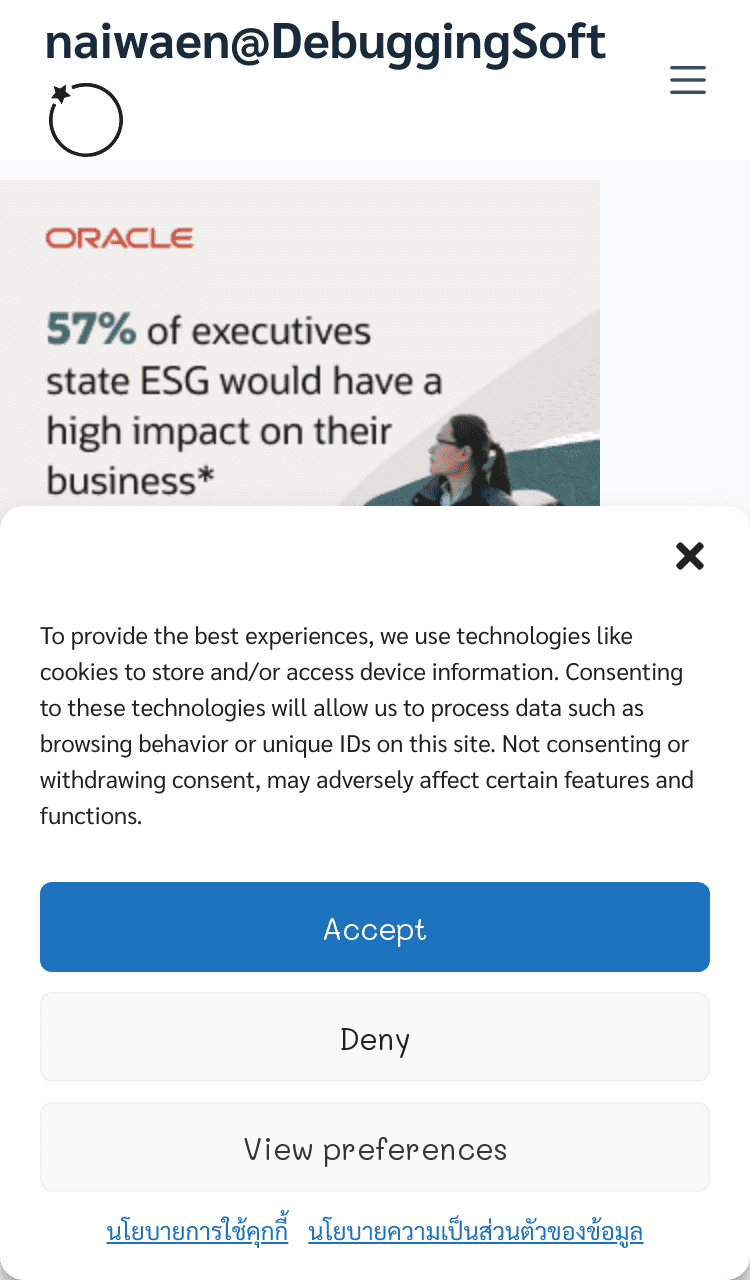 naiwaen@DebuggingSoft
ORACLE
57% of executives
state ESG would have a
high impact on their
business*
To provide the best experiences, we use technologies like
cookies to store and/or access device information. Consenting
to these technologies will allow us to process data such as
browsing behavior or unique IDs on this site. Not consenting or
withdrawing consent, may adversely affect certain features and
functions.
Accept
Deny
View preferences
นโยบายการใช้คุกกี้ นโยบายความเป็นส่วนตัวของข้อมูล